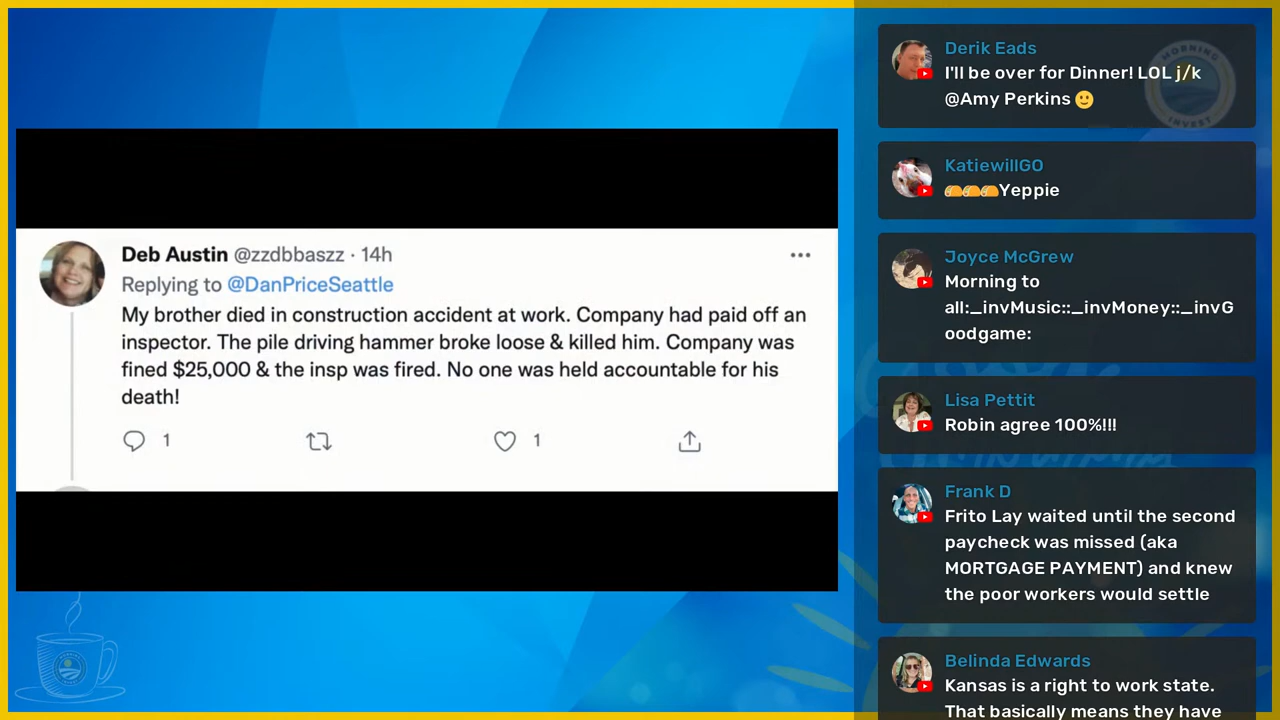 Deb Austin @zzdbbaszz · 14h
Replying to @DanPriceSeattle
My brother died in construction accident at work. Company had paid off an
inspector. The pile driving hammer broke loose & killed him. Company was
fined $25,000 & the insp was fired. No one was held accountable for his
death!
1
1
Derik Eads
I'll be over for Dinner! LOL j/k
@Amy Perkins 🙂
KatiewillGO
🌮🌮🌮Yeppie
Joyce McGrew
Morning to
all:_invMusic::_invMoney::_invG
oodgame:
Lisa Pettit
Robin agree 100%!!!
Frank D
Frito Lay waited until the second
paycheck was missed (aka
MORTGAGE PAYMENT) and knew
the poor workers would settle
Belinda Edwards
Kansas is a right to work state.
That basically means they have
MORNING
INVEST